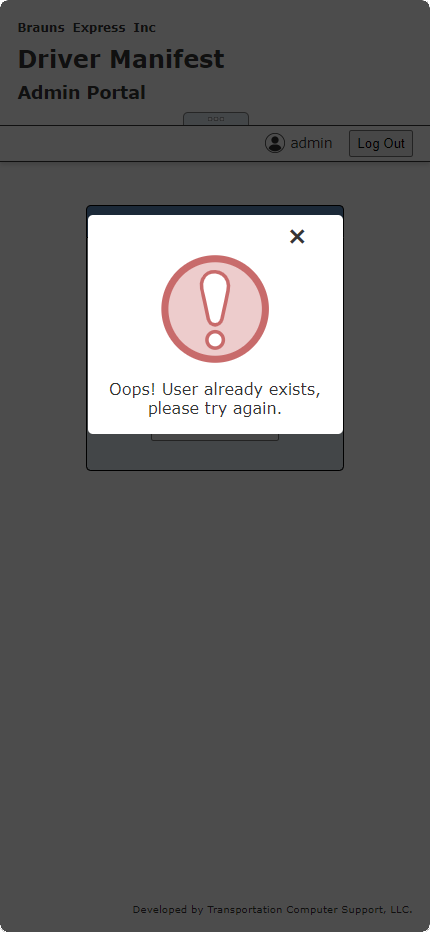 Brauns Express Inc
Driver Manifest
Admin Portal
admin
Log Out
Oops! User already exists,
please try again.
Developed by Transportation Computer Support, LLC.